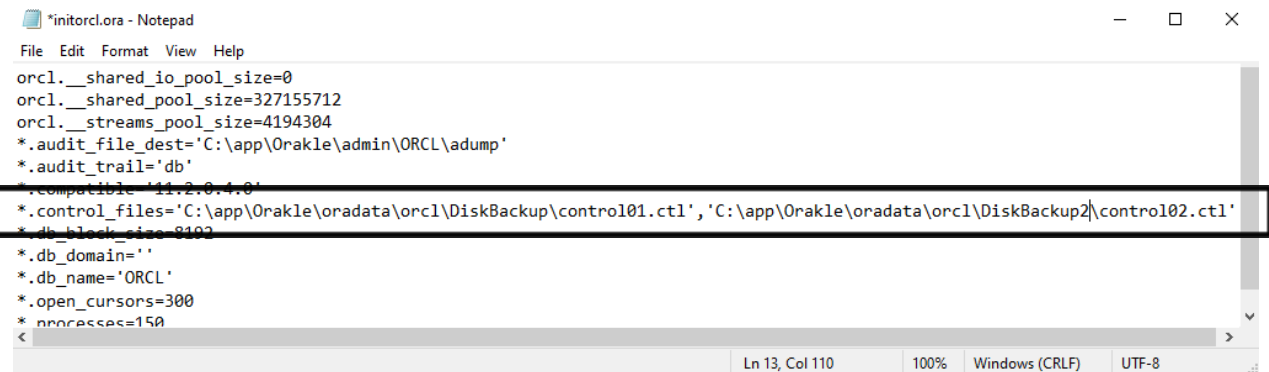 *initorcl.ora - Notepad
File Edit Format View Help
orcl.__shared_io_pool_size=0
orcl.__shared_pool_size=327155712
orcl.__streams_pool_size=4194304
*.audit_file_dest='C:\app\Orakle\admin\ORCL\adump'
*.audit_trail='db'
*.compatible='11.2.0.4.0'
*.control_files='C:\app\Orakle\oradata\orcl\DiskBackup\control01.ctl','C:\app\Orakle\oradata\orcl\DiskBackup2\control02.ctl'
*.db_block_size=8192
*.db_domain=''
*.db_name='ORCL'
*.open_cursors=300
*.processes=150
Ln 13, Col 110 100% Windows (CRLF) UTF-8